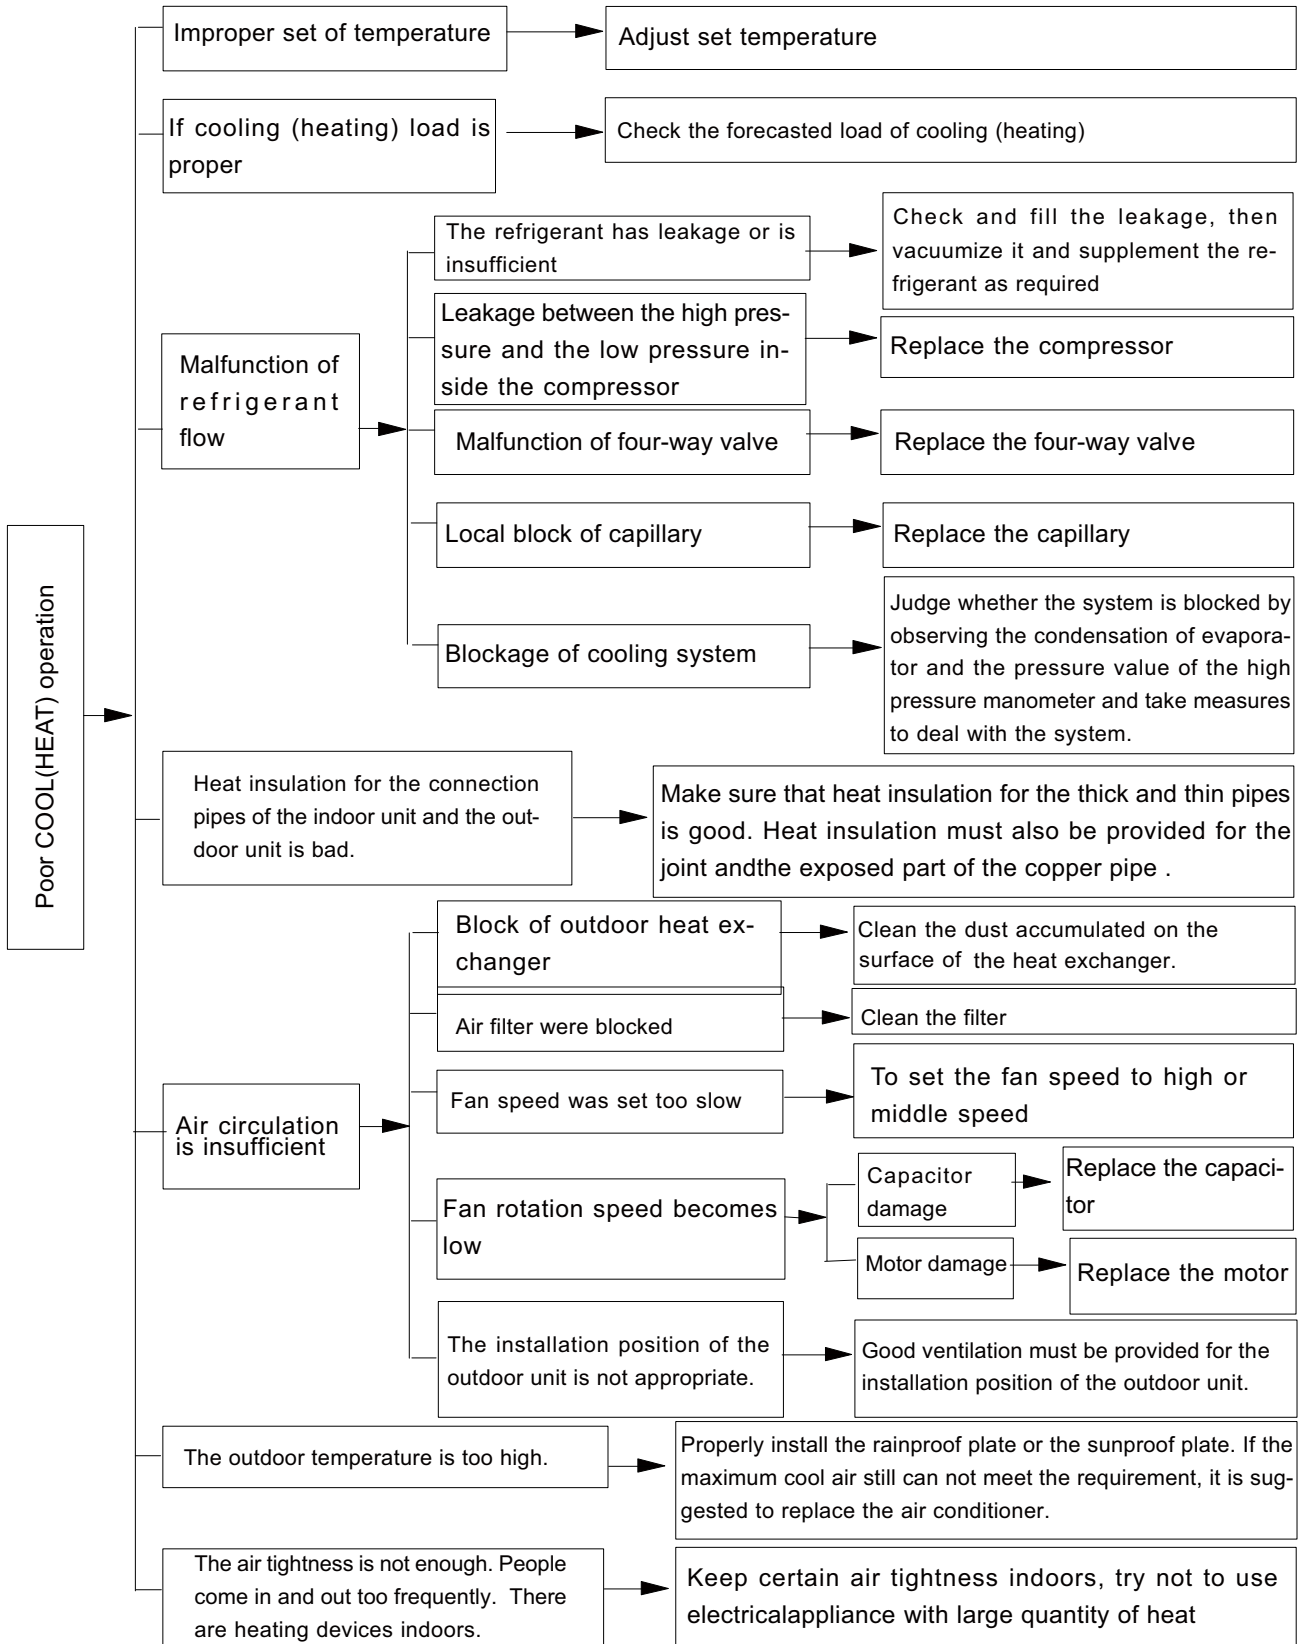 Improper set of temperature
Adjust set temperature
If cooling (heating) load is
proper
Check the forecasted load of cooling (heating)
The refrigerant has leakage or is
insufficient
Check and fill the leakage, then
vacuumize it and supplement the re-
frigerant as required
Malfunction of
refrigerant
flow
Leakage between the high pres-
sure and the low pressure in-
side the compressor
Replace the compressor
Malfunction of four-way valve
Replace the four-way valve
Local block of capillary
Replace the capillary
Blockage of cooling system
Judge whether the system is blocked by
observing the condensation of evapora-
tor and the pressure value of the high
pressure manometer and take measures
to deal with the system.
Poor COOL(HEAT) operation
Heat insulation for the connection
pipes of the indoor unit and the out-
door unit is bad.
Make sure that heat insulation for the thick and thin pipes
is good. Heat insulation must also be provided for the
joint andthe exposed part of the copper pipe .
Block of outdoor heat ex-
changer
Clean the dust accumulated on the
surface of the heat exchanger.
Air filter were blocked
Clean the filter
Air circulation
is insufficient
Fan speed was set too slow
To set the fan speed to high or
middle speed
Fan rotation speed becomes
low
Capacitor
damage
Replace the capaci-
tor
Motor damage
Replace the motor
The installation position of the
outdoor unit is not appropriate.
Good ventilation must be provided for the
installation position of the outdoor unit.
The outdoor temperature is too high.
Properly install the rainproof plate or the sunproof plate. If the
maximum cool air still can not meet the requirement, it is sug-
gested to replace the air conditioner.
The air tightness is not enough. People
come in and out too frequently. There
are heating devices indoors.
Keep certain air tightness indoors, try not to use
electricalappliance with large quantity of heat